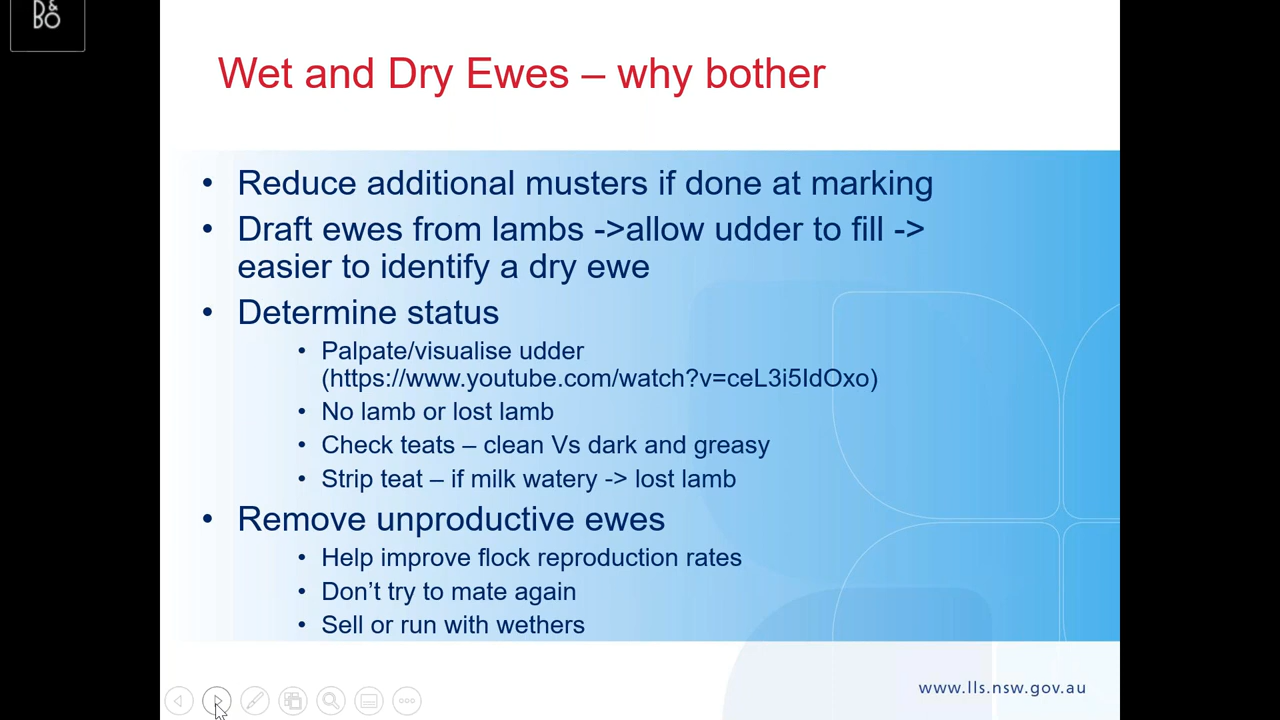 B&
BO
Wet and Dry Ewes – why bother
• Reduce additional musters if done at marking
• Draft ewes from lambs ->allow udder to fill ->
easier to identify a dry ewe
• Determine status
• Palpate/visualise udder
(https://www.youtube.com/watch?v=ceL3i5IdOxo)
• No lamb or lost lamb
• Check teats – clean Vs dark and greasy
• Strip teat – if milk watery -> lost lamb
• Remove unproductive ewes
• Help improve flock reproduction rates
• Don’t try to mate again
• Sell or run with wethers
www.lls.nsw.gov.au